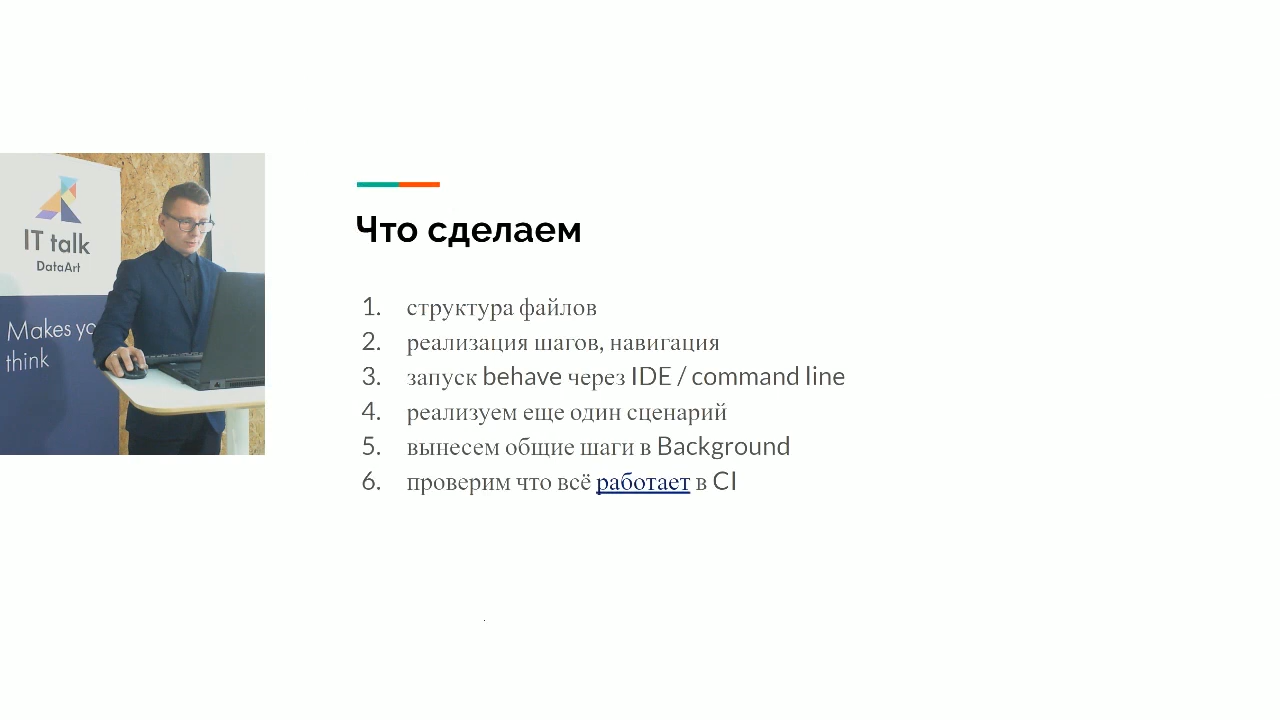 IT talk
DataArt
Makes yo
think
Что сделаем
1. структура файлов
2. реализация шагов, навигация
3. запуск behave через IDE / command line
4. реализуем еще один сценарий
5. вынесем общие шаги в Background
6. проверим что всё работает в CI